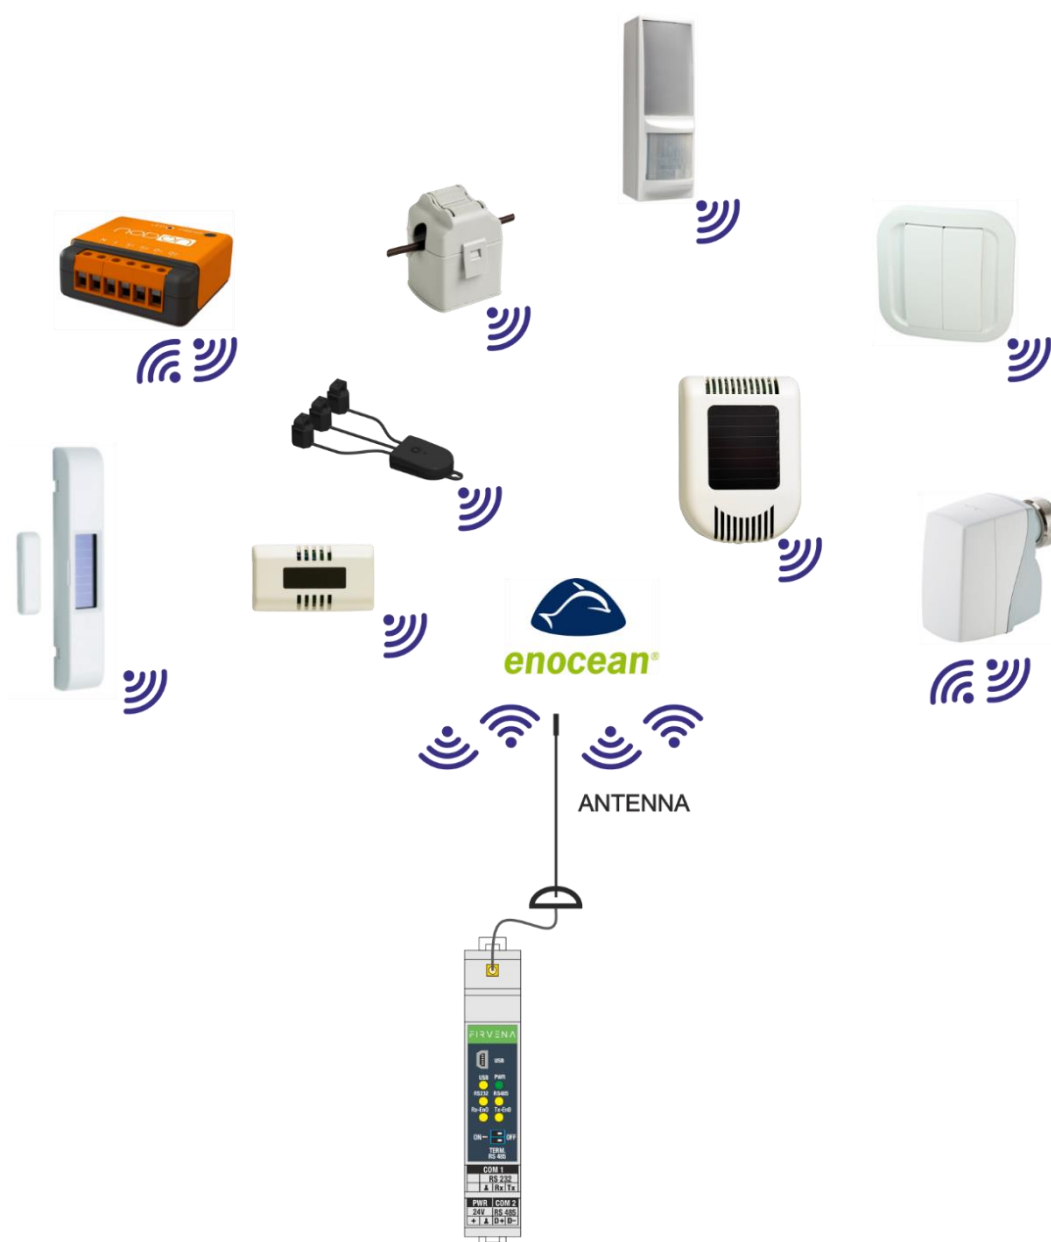 nodon
enocean®
ANTENNA
FIRVENA
USB
USB PWR
RS232 RS485
Rx-EnO Tx-EnO
ON OFF
TERM.
RS 485
COM 1
RS 232
Rx Tx
PWR COM 2
24V RS 485
+ D+ D-